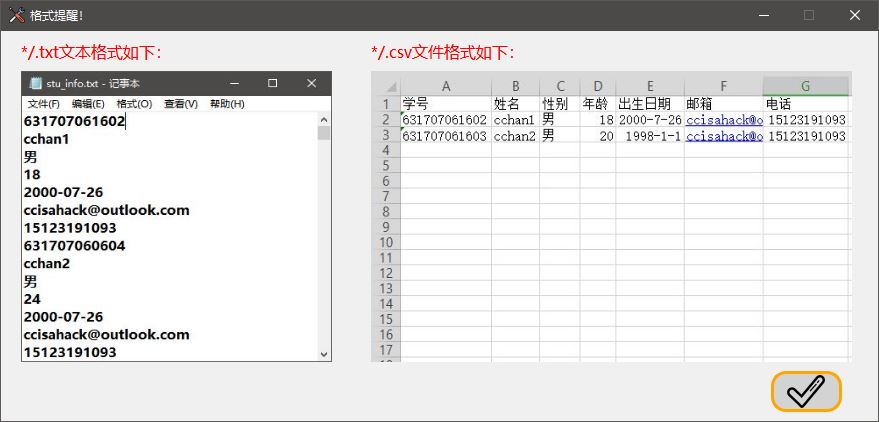 格式提醒!
*/.txt文本格式如下:
stu_info.txt - 记事本
文件(F) 编辑(E) 格式(O) 查看(V) 帮助(H)
631707061602
cchan1
男
18
2000-07-26
ccisahack@outlook.com
15123191093
631707060604
cchan2
男
24
2000-07-26
ccisahack@outlook.com
15123191093
*/.csv文件格式如下:
A B C D E F G
1 学号 姓名 性别 年龄 出生日期 邮箱 电话
2 631707061602 cchan1 男 18 2000-7-26 ccisahack@o 15123191093
3 631707061603 cchan2 男 20 1998-1-1 ccisahack@o 15123191093
4
5
6
7
8
9
10
11
12
13
14
15
16
17